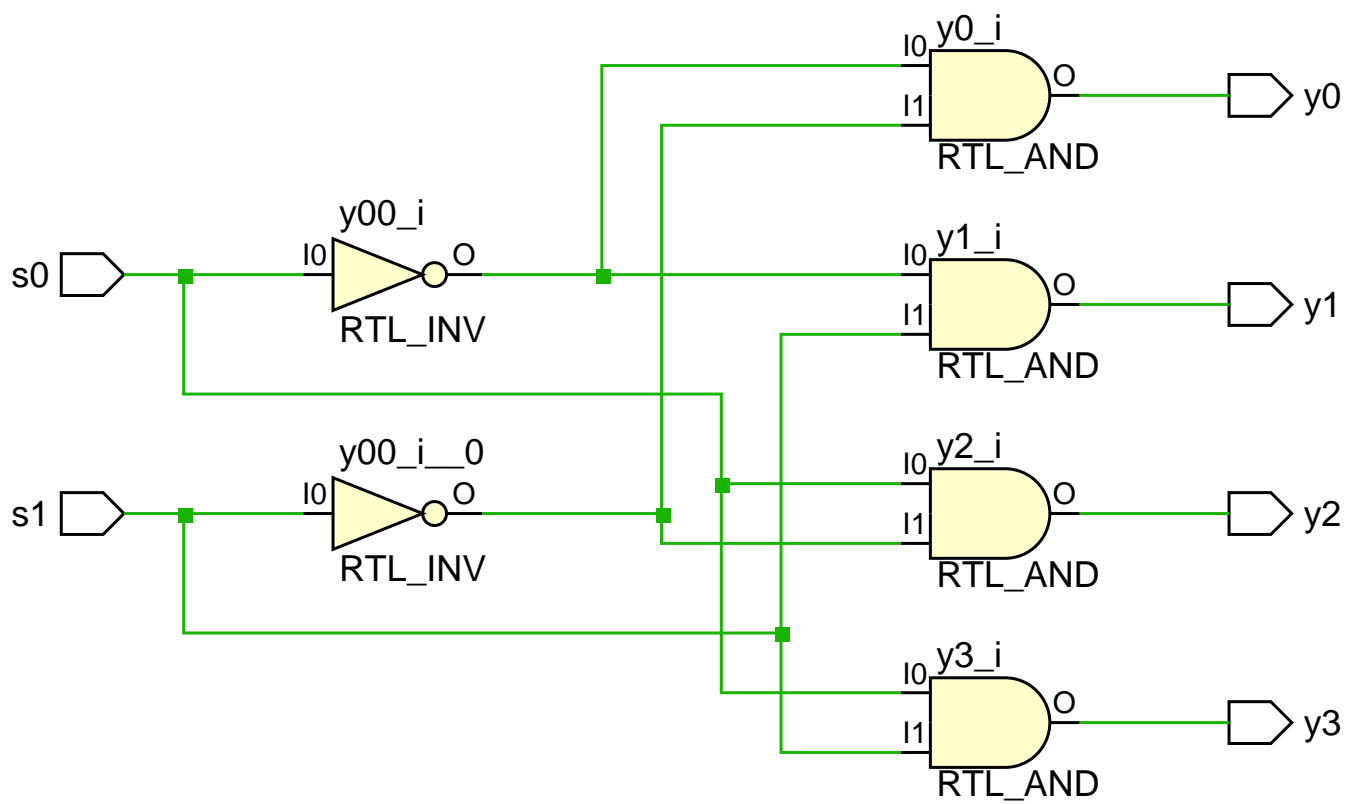 y0_i
I0
I1
O
RTL_AND
y0
y00_i
s0
I0
O
RTL_INV
y1_i
I0
I1
O
RTL_AND
y1
y00_i__0
s1
I0
O
RTL_INV
y2_i
I0
I1
O
RTL_AND
y2
y3_i
I0
I1
O
RTL_AND
y3